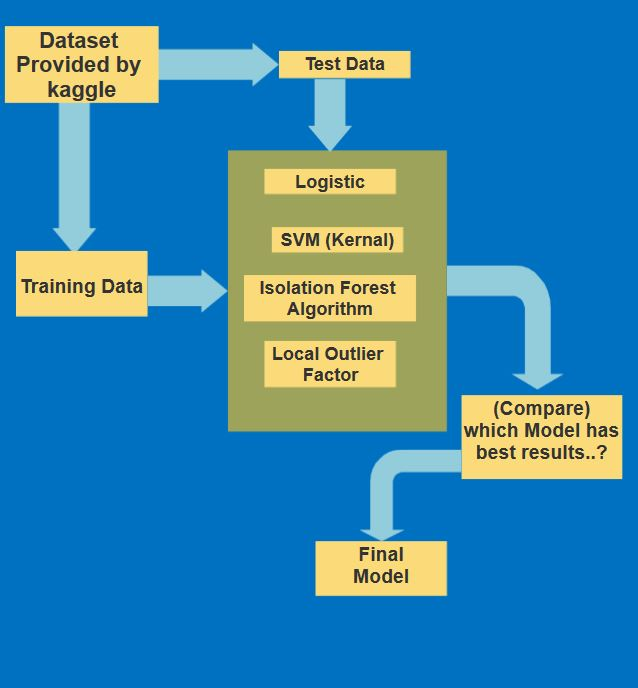 Dataset
Provided by
kaggle
Test Data
Logistic
SVM (Kernal)
Training Data
Isolation Forest
Algorithm
Local Outlier
Factor
(Compare)
which Model has
best results..?
Final
Model